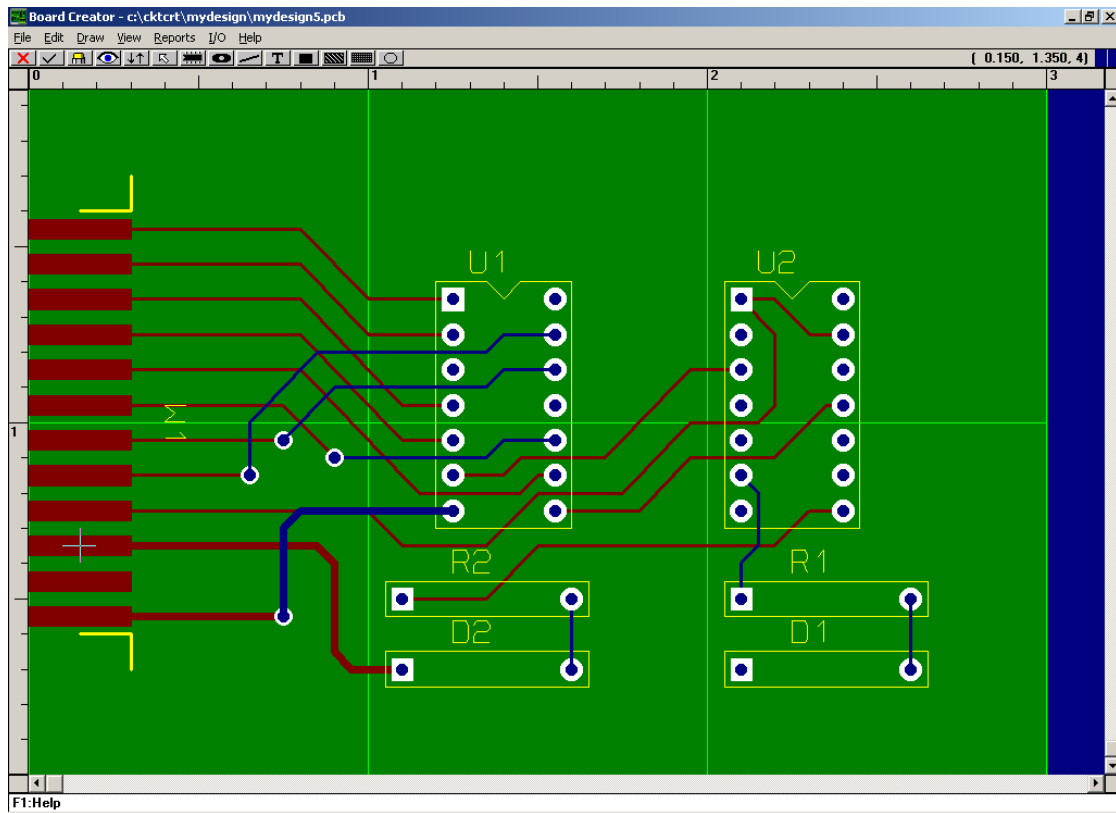 Board Creator - c:\cktcrt\mydesign\mydesign5.pcb
File Edit Draw View Reports I/O Help
T
( 0.150, 1.350, 4)
0 1 2 3
U1 U2
M1
1
R2 R1
D2 D1
F1:Help